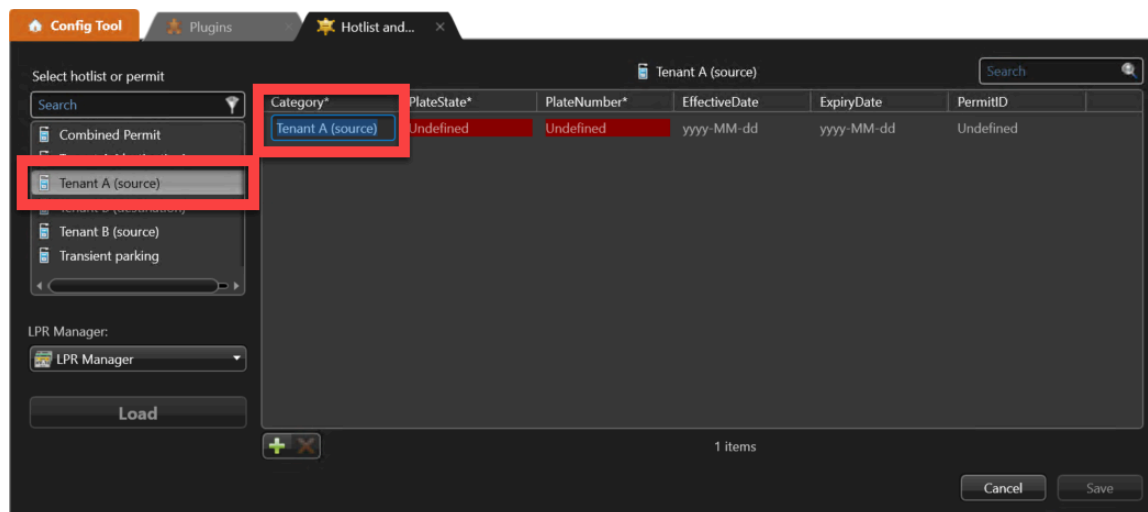 Config Tool
Plugins
Hotlist and...
Select hotlist or permit
Search
Combined Permit
Tenant A (source)
Tenant B (destination)
Tenant B (source)
Transient parking
LPR Manager:
LPR Manager
Load
Tenant A (source)
Search
Category* PlateState* PlateNumber* EffectiveDate ExpiryDate PermitID
Tenant A (source) Undefined Undefined yyyy-MM-dd yyyy-MM-dd Undefined
1 items
Cancel Save